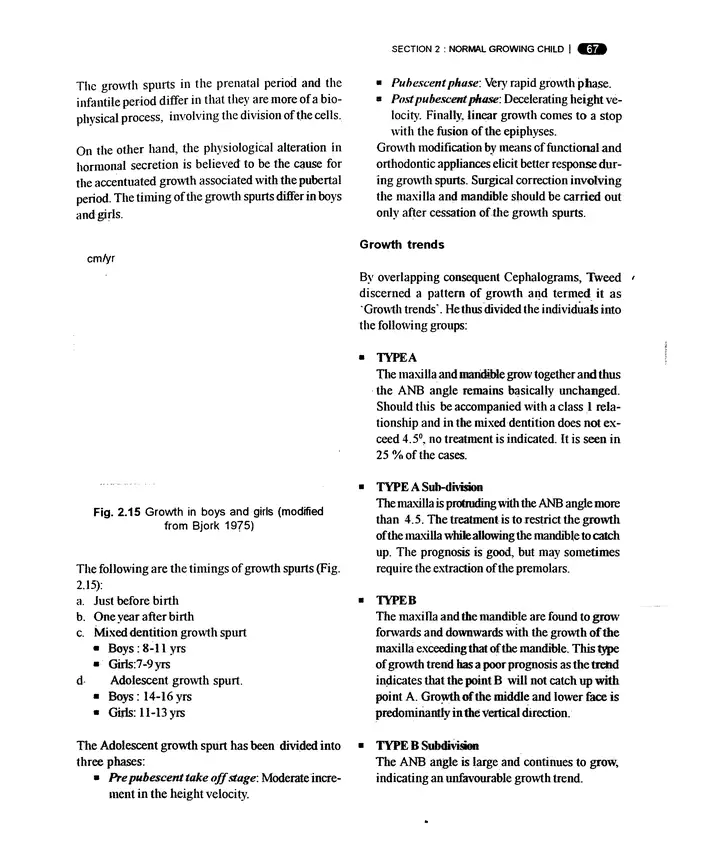 SECTION 2 : NORMAL GROWING CHILD | 67
The growth spurts in the prenatal period and the
infantile period differ in that they are more of a bio-
physical process, involving the division of the cells.
On the other hand, the physiological alteration in
hormonal secretion is believed to be the cause for
the accentuated growth associated with the pubertal
period. The timing of the growth spurts differ in boys
and girls.
cm/yr
Fig. 2.15 Growth in boys and girls (modified
from Bjork 1975)
The following are the timings of growth spurts (Fig.
2.15):
a. Just before birth
b. One year after birth
c. Mixed dentition growth spurt
▪ Boys : 8-11 yrs
▪ Girls:7-9 yrs
d· Adolescent growth spurt.
▪ Boys : 14-16 yrs
▪ Girls: 11-13 yrs
The Adolescent growth spurt has been divided into
three phases:
▪ Prepubescent take off stage: Moderate incre-
ment in the height velocity.
▪ Pubescent phase: Very rapid growth phase.
▪ Postpubescent phase: Decelerating height ve-
locity. Finally, linear growth comes to a stop
with the fusion of the epiphyses.
Growth modification by means of functional and
orthodontic appliances elicit better response dur-
ing growth spurts. Surgical correction involving
the maxilla and mandible should be carried out
only after cessation of the growth spurts.
Growth trends
By overlapping consequent Cephalograms, Tweed
discerned a pattern of growth and termed it as
'Growth trends'. He thus divided the individuals into
the following groups:
▪ TYPE A
The maxilla and mandible grow together and thus
the ANB angle remains basically unchanged.
Should this be accompanied with a class 1 rela-
tionship and in the mixed dentition does not ex-
ceed 4.5⁰, no treatment is indicated. It is seen in
25 % of the cases.
▪ TYPE A Sub-division
The maxilla is protruding with the ANB angle more
than 4.5. The treatment is to restrict the growth
of the maxilla while allowing the mandible to catch
up. The prognosis is good, but may sometimes
require the extraction of the premolars.
▪ TYPE B
The maxilla and the mandible are found to grow
forwards and downwards with the growth of the
maxilla exceeding that of the mandible. This type
of growth trend has a poor prognosis as the trend
indicates that the point B will not catch up with
point A. Growth of the middle and lower face is
predominantly in the vertical direction.
▪ TYPE B Subdivision
The ANB angle is large and continues to grow,
indicating an unfavourable growth trend.